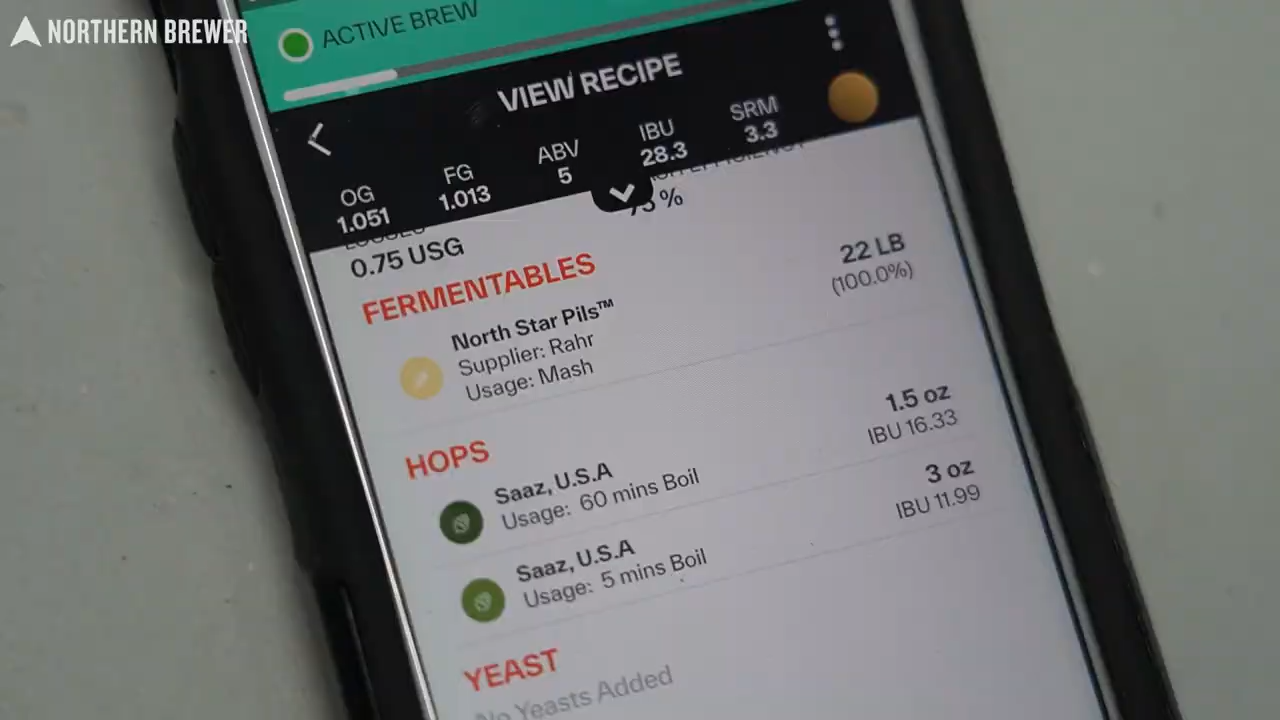 NORTHERN BREWER
ACTIVE BREW
VIEW RECIPE
OG FG ABV IBU SRM
1.051 1.013 5 28.3 3.3
0.75 USG
FERMENTABLES
North Star Pils™ 22 LB
Supplier: Rahr (100.0%)
Usage: Mash
HOPS
Saaz, U.S.A 1.5 oz
Usage: 60 mins Boil IBU 16.33
Saaz, U.S.A 3 oz
Usage: 5 mins Boil IBU 11.99
YEAST
No Yeasts Added